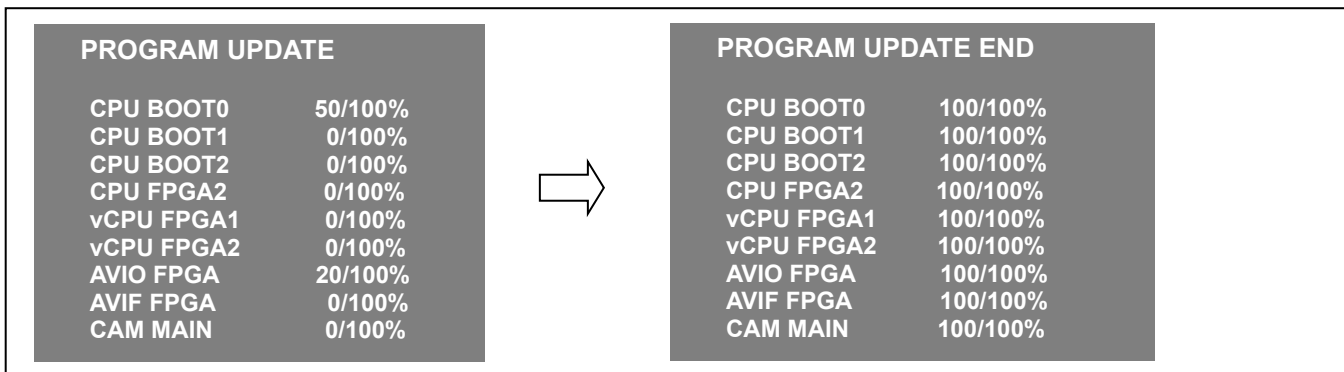 PROGRAM UPDATE
CPU BOOT0 50/100%
CPU BOOT1 0/100%
CPU BOOT2 0/100%
CPU FPGA2 0/100%
vCPU FPGA1 0/100%
vCPU FPGA2 0/100%
AVIO FPGA 20/100%
AVIF FPGA 0/100%
CAM MAIN 0/100%
PROGRAM UPDATE END
CPU BOOT0 100/100%
CPU BOOT1 100/100%
CPU BOOT2 100/100%
CPU FPGA2 100/100%
vCPU FPGA1 100/100%
vCPU FPGA2 100/100%
AVIO FPGA 100/100%
AVIF FPGA 100/100%
CAM MAIN 100/100%